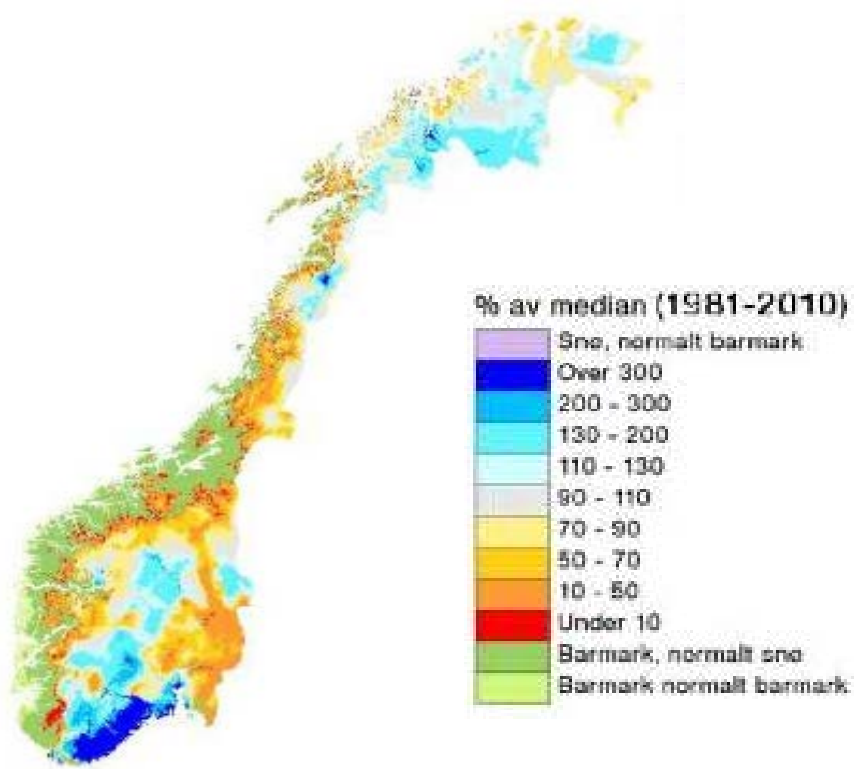 % av median (1981-2010)
Snø, normalt barmark
Over 300
200 - 300
130 - 200
110 - 130
90 - 110
70 - 90
50 - 70
10 - 50
Under 10
Barmark, normalt snø
Barmark normalt barmark